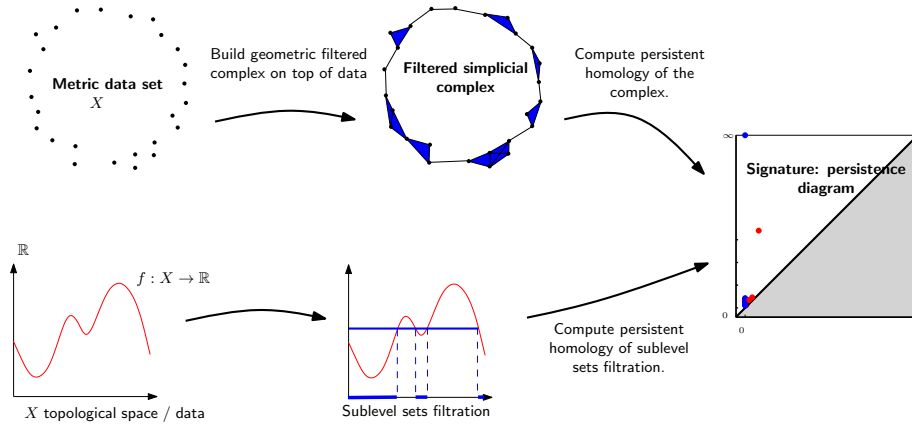 Metric data set
X
Build geometric filtered
complex on top of data
Filtered simplicial
complex
Compute persistent
homology of the
complex.
∞
Signature: persistence
diagram
0
0
ℝ
f : X → ℝ
X topological space / data
Sublevel sets filtration
Compute persistent
homology of sublevel
sets filtration.